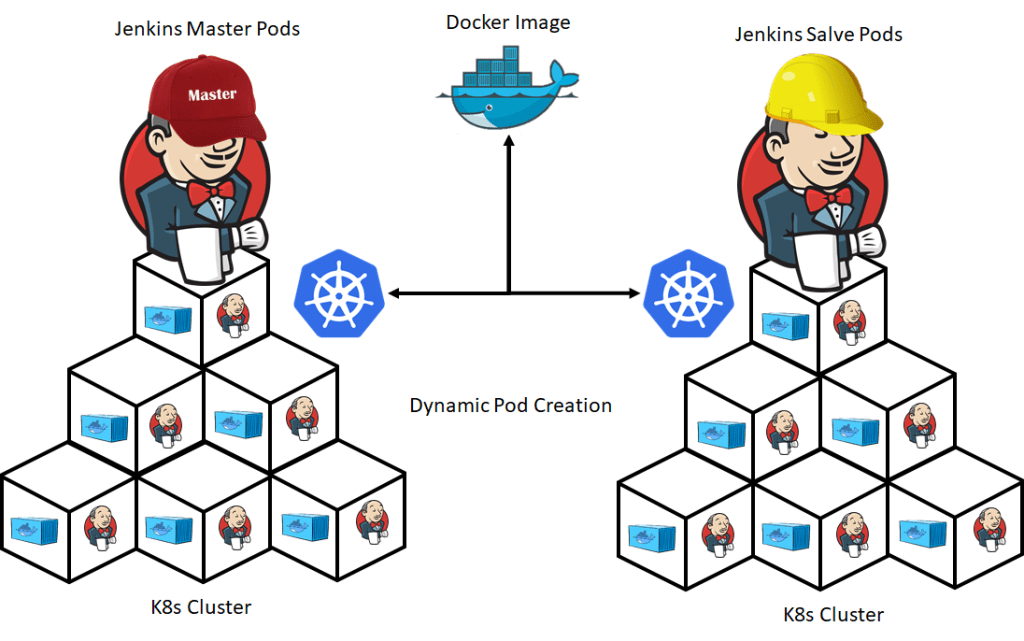 Jenkins Master Pods
Docker Image
Jenkins Salve Pods
Master
Dynamic Pod Creation
K8s Cluster
K8s Cluster